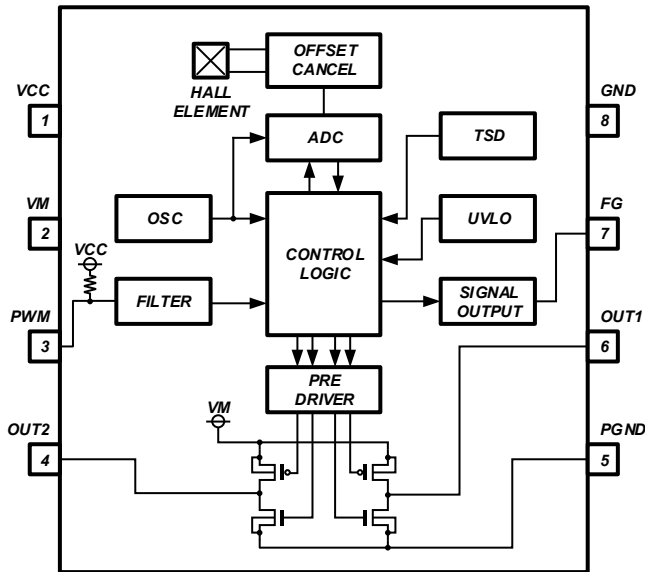 OFFSET
CANCEL
HALL
ELEMENT
VCC
1
GND
8
ADC
TSD
VM
2
OSC
UVLO
FG
7
VCC
CONTROL
LOGIC
PWM
3
FILTER
SIGNAL
OUTPUT
OUT1
6
PRE
DRIVER
VM
OUT2
4
PGND
5